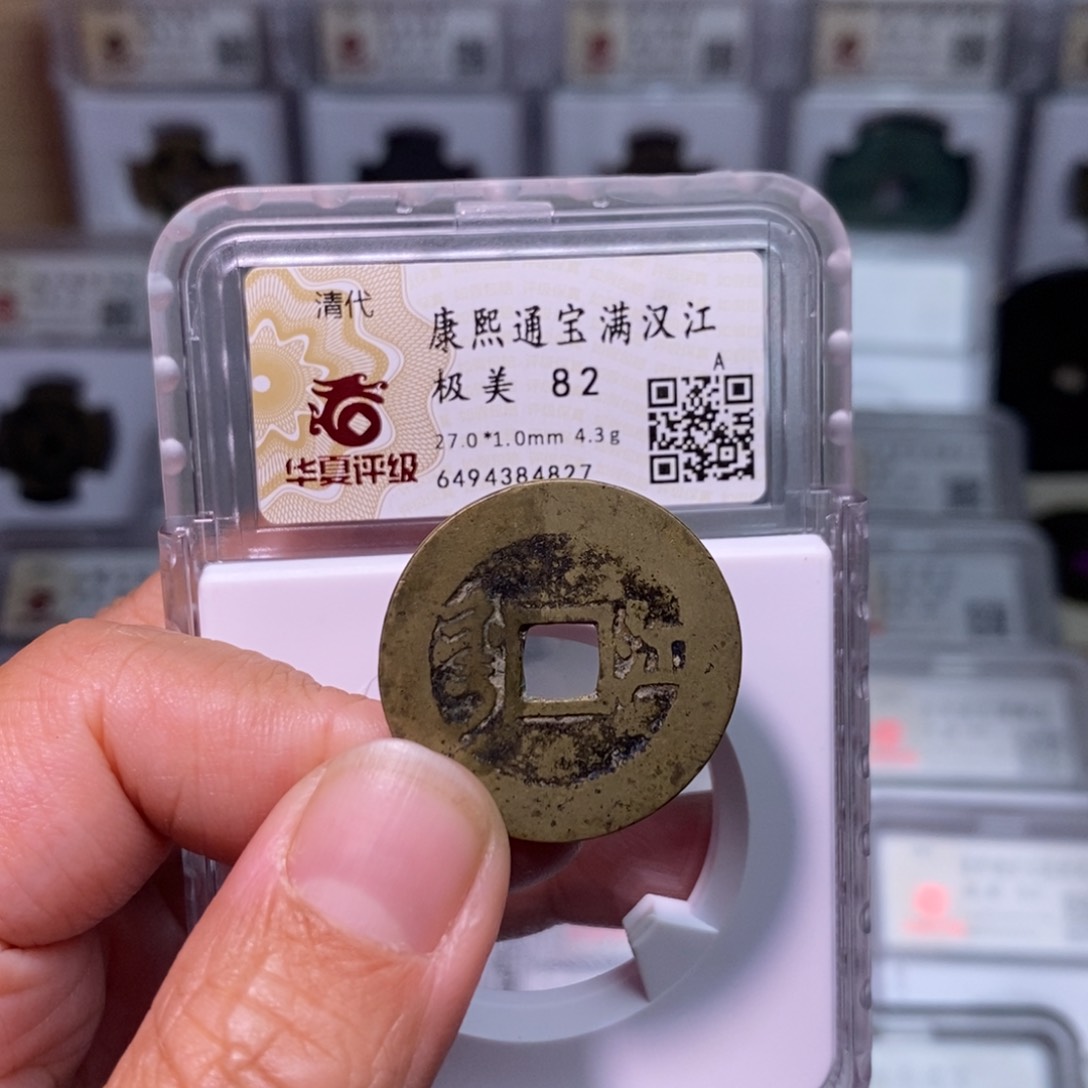 清代
华夏评级
康熙通宝满汉江
极美 82
A
27.0*1.0mm 4.3g
6494384827